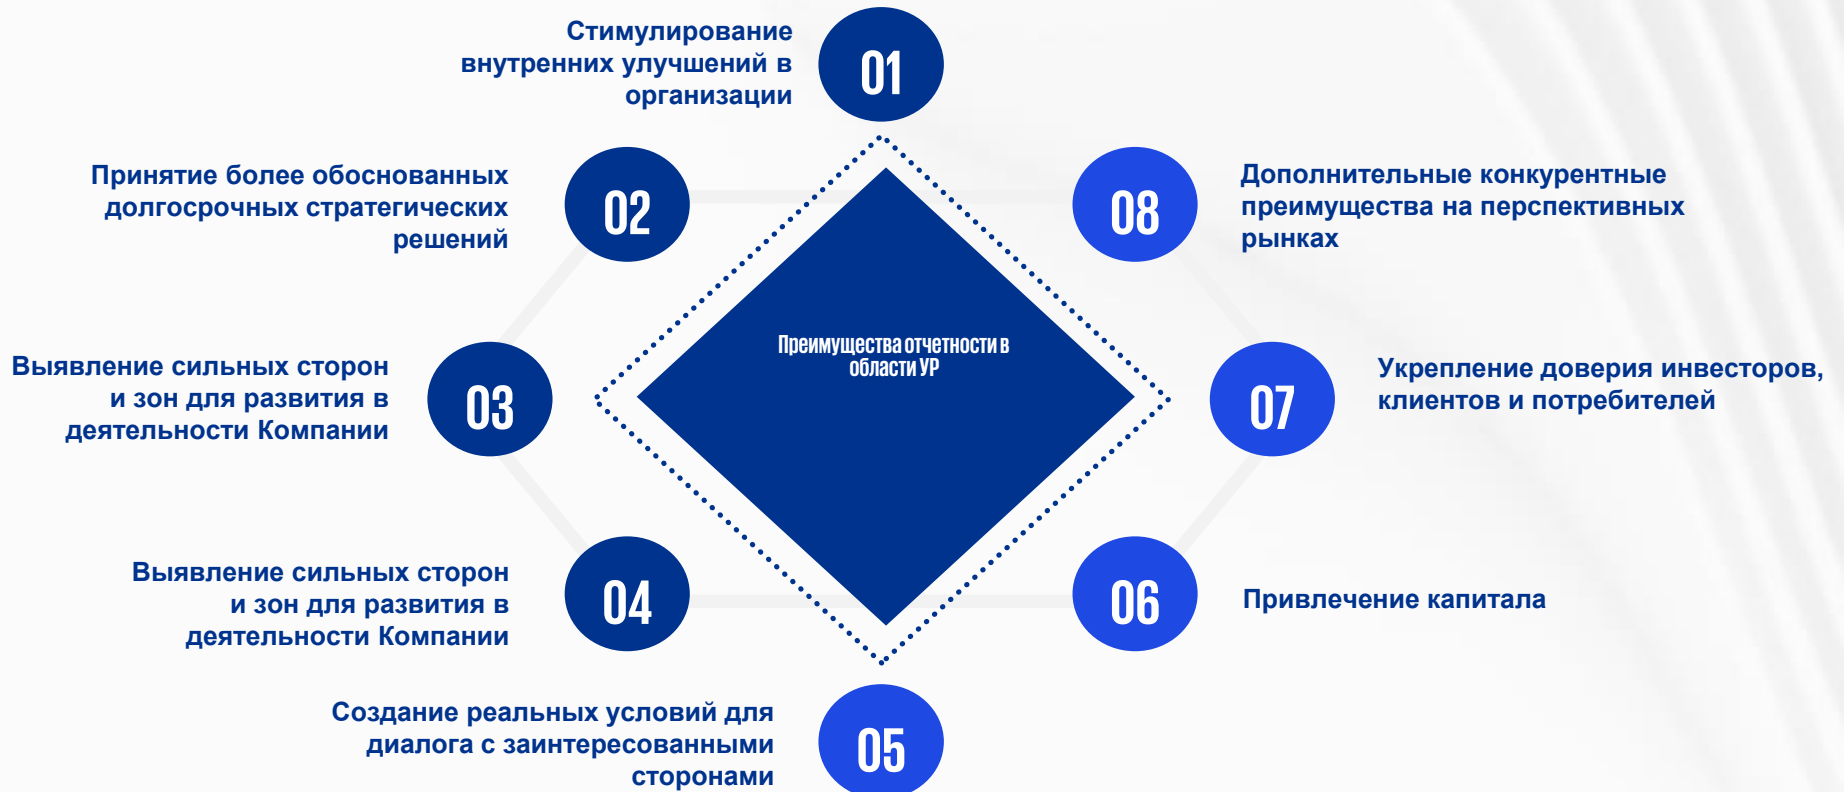 Стимулирование
внутренних улучшений в
организации
01
Принятие более обоснованных
долгосрочных стратегических
решений
02
Выявление сильных сторон
и зон для развития в
деятельности Компании
03
Выявление сильных сторон
и зон для развития в
деятельности Компании
04
Создание реальных условий для
диалога с заинтересованными
сторонами
05
Преимущества отчетности в
области УР
08
Дополнительные конкурентные
преимущества на перспективных
рынках
07
Укрепление доверия инвесторов,
клиентов и потребителей
06
Привлечение капитала